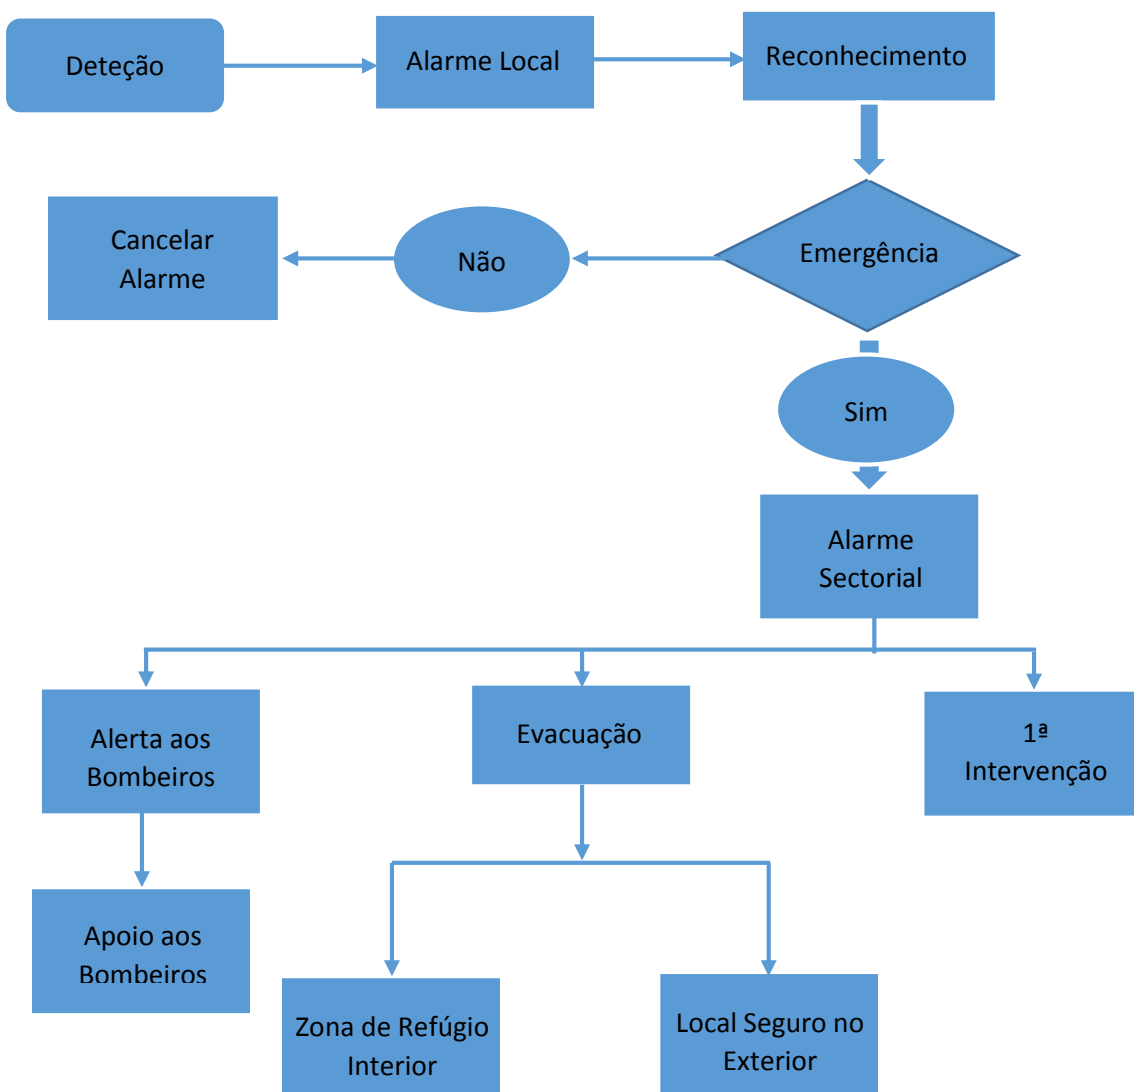 Deteção
Alarme Local
Reconhecimento
Cancelar
Alarme
Não
Emergência
Sim
Alarme
Sectorial
Alerta aos
Bombeiros
Evacuação
1ª
Intervenção
Apoio aos
Bombeiros
Zona de Refúgio
Interior
Local Seguro no
Exterior